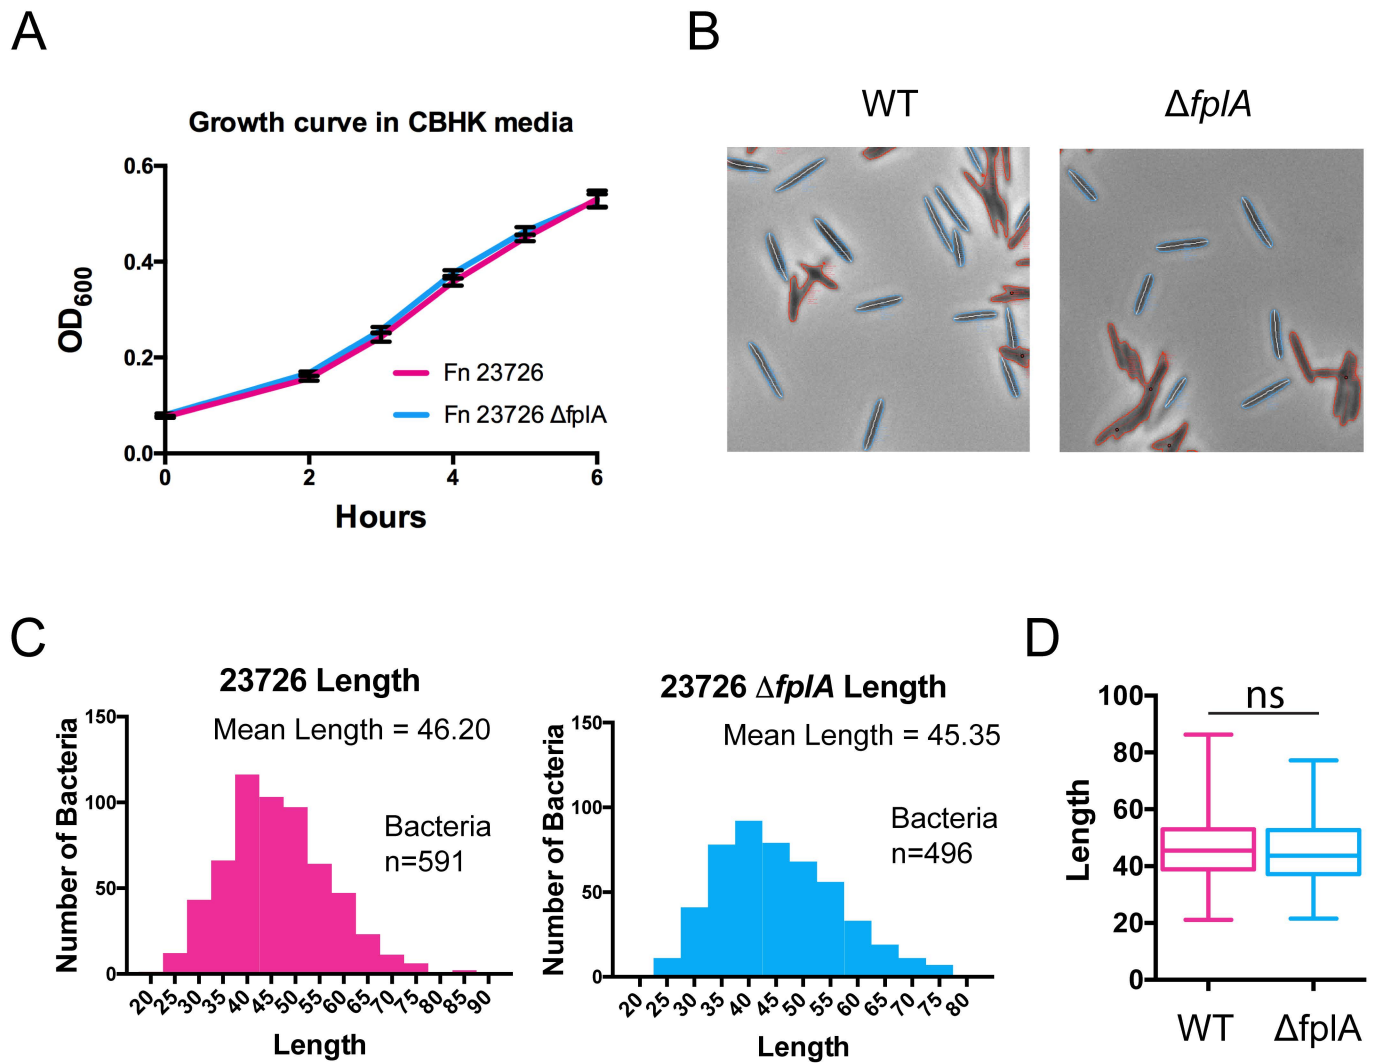 A
Growth curve in CBHK media
0.6
0.4
0.2
0.0
OD600
0
2
4
6
Hours
Fn 23726
Fn 23726 ΔfplA
B
WT
ΔfplA
C
23726 Length
Mean Length = 46.20
Bacteria
n=591
Number of Bacteria
150
100
50
0
20 25 30 35 40 45 50 55 60 65 70 75 80 85 90
Length
23726 ΔfplA Length
Mean Length = 45.35
Bacteria
n=496
Number of Bacteria
150
100
50
0
20 25 30 35 40 45 50 55 60 65 70 75 80
Length
D
ns
100
80
60
40
20
0
Length
WT
ΔfplA